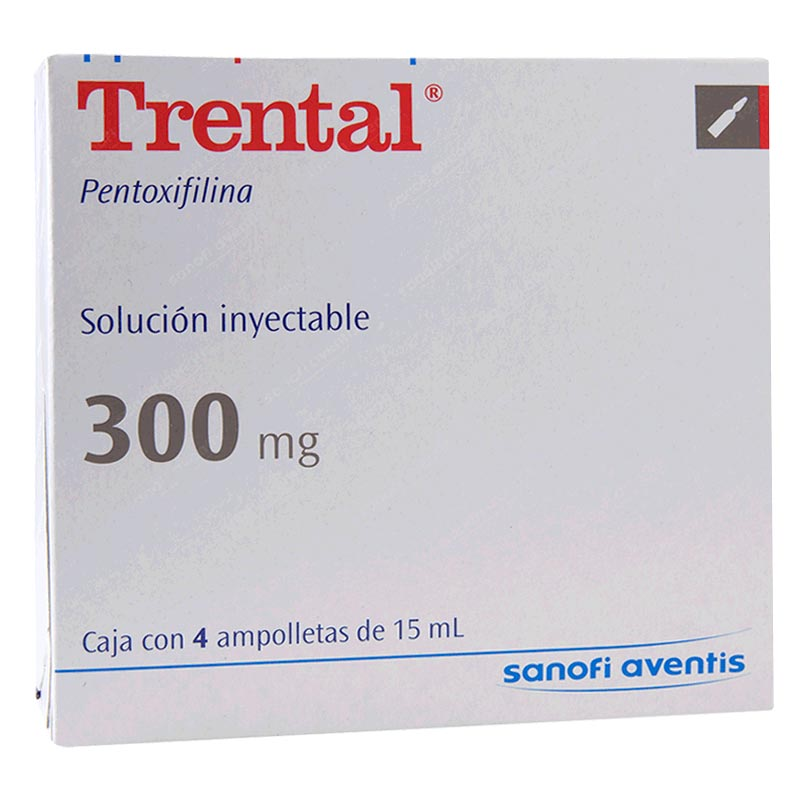 Trental®
Pentoxifilina
Solución inyectable
300 mg
Caja con 4 ampolletas de 15 mL
sanofi aventis